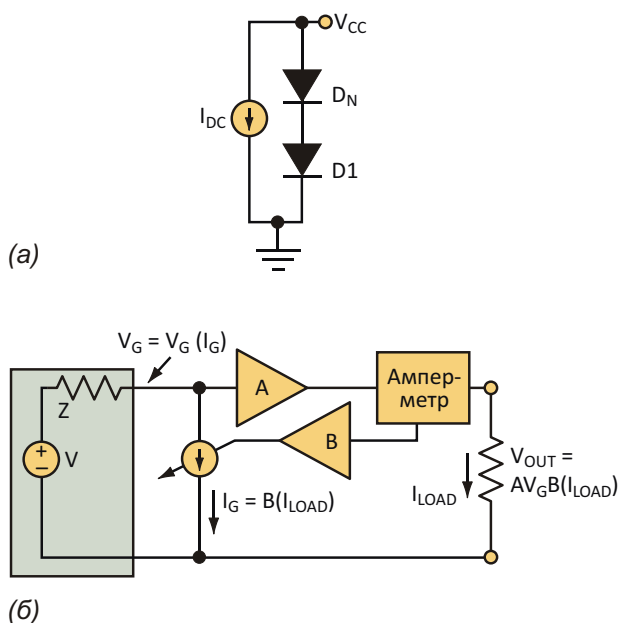 V_CC
D_N
I_DC
D1
(а)
V_G = V_G (I_G)
A
Ампер-
метр
Z
B
V
I_G = B(I_LOAD)
I_LOAD
V_OUT =
AV_GB(I_LOAD)
(б)